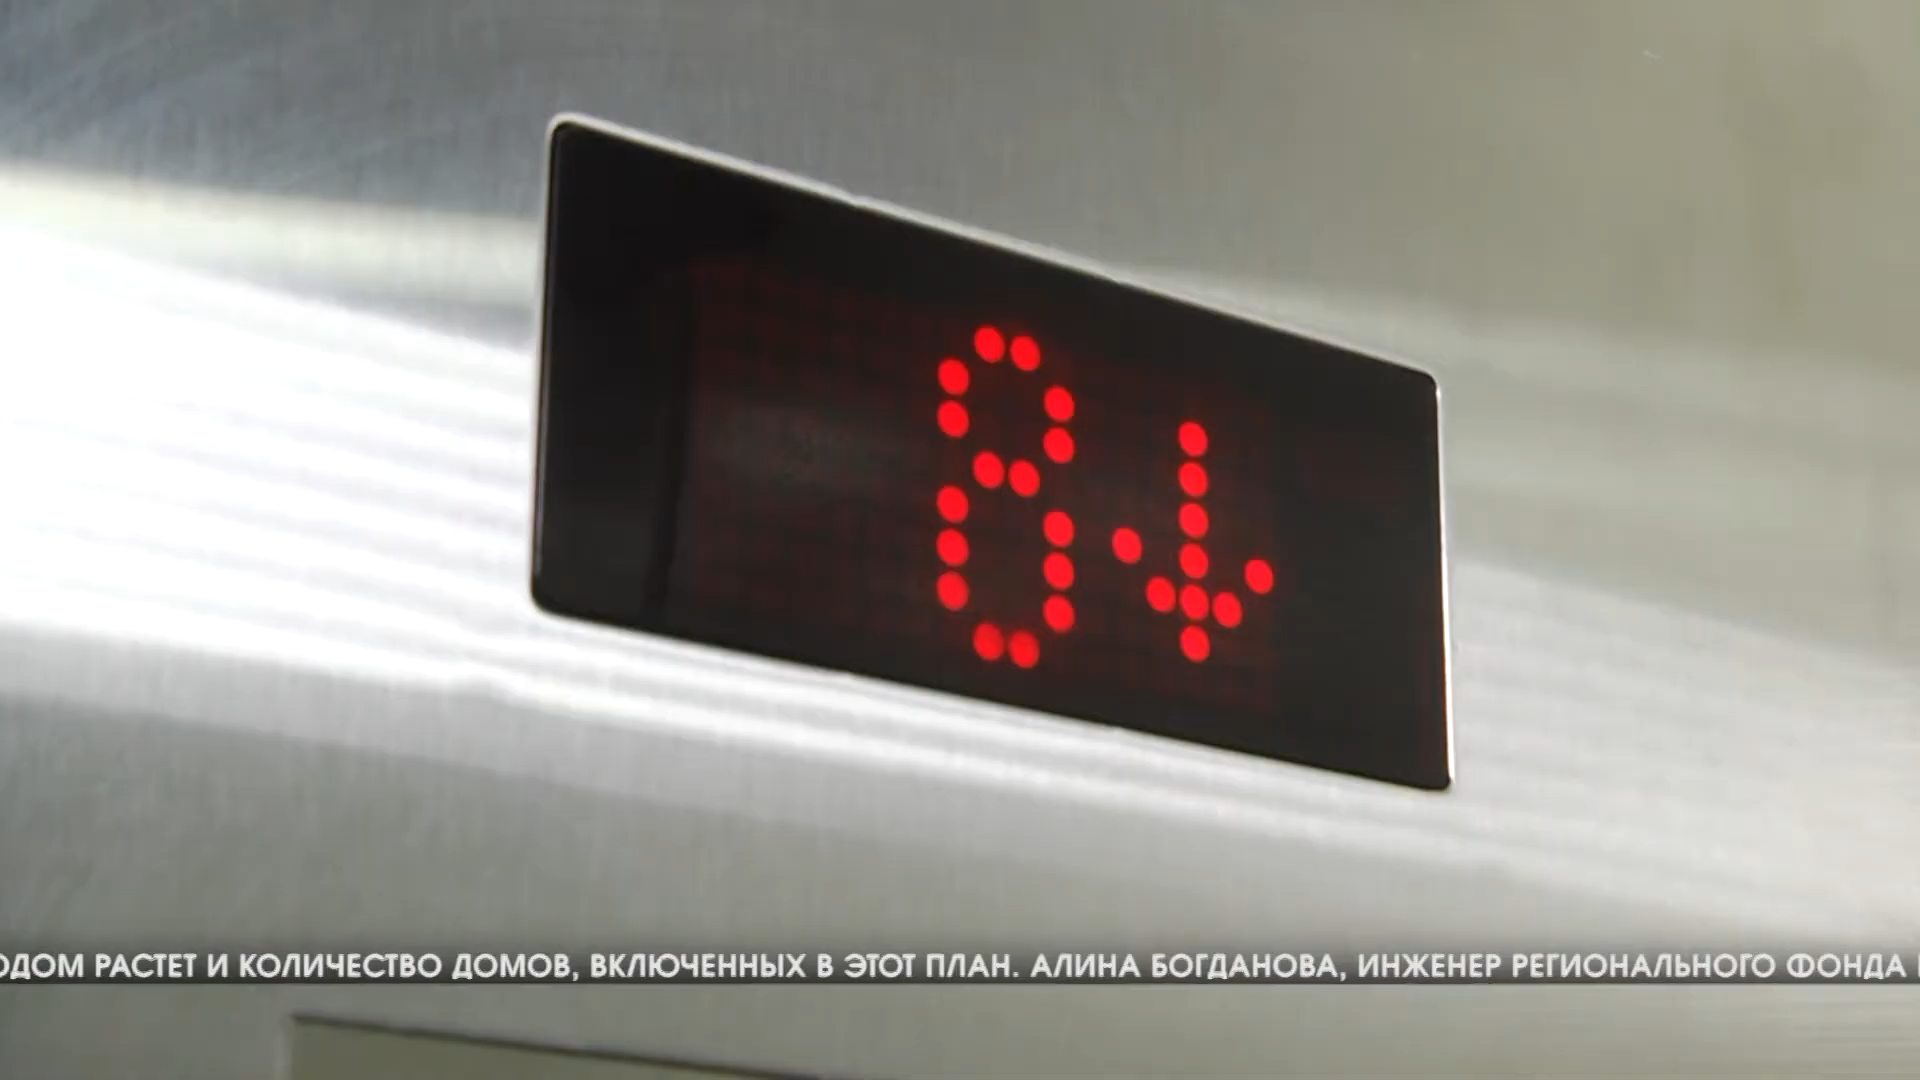 8↓
ОДОМ РАСТЕТ И КОЛИЧЕСТВО ДОМОВ, ВКЛЮЧЕННЫХ В ЭТОТ ПЛАН. АЛИНА БОГДАНОВА, ИНЖЕНЕР РЕГИОНАЛЬНОГО ФОНДА